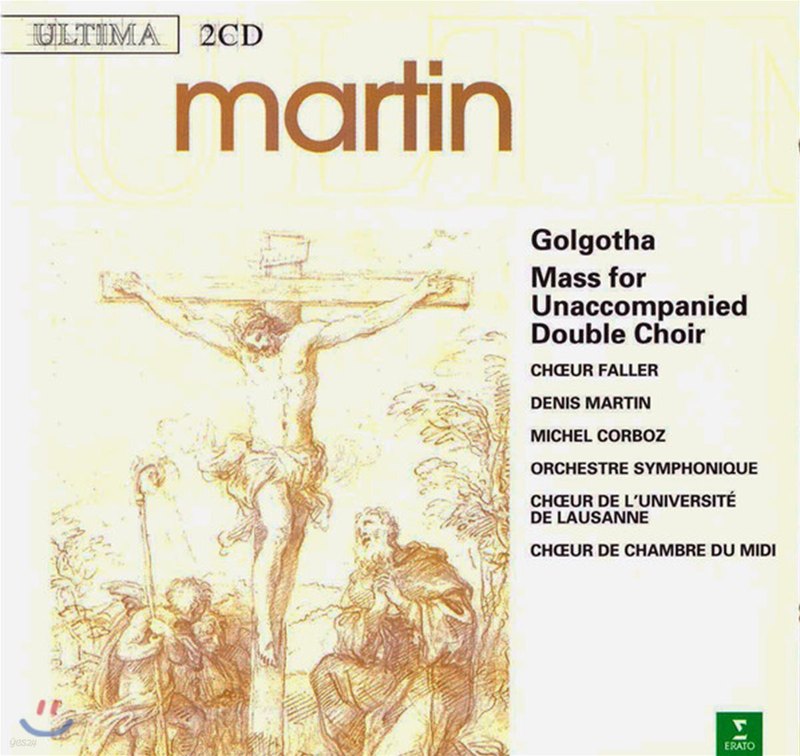 ULTIMA 2CD
martin
Golgotha
Mass for
Unaccompanied
Double Choir
CHŒUR FALLER
DENIS MARTIN
MICHEL CORBOZ
ORCHESTRE SYMPHONIQUE
CHŒUR DE L'UNIVERSITÉ
DE LAUSANNE
CHŒUR DE CHAMBRE DU MIDI
yes24
ERATO